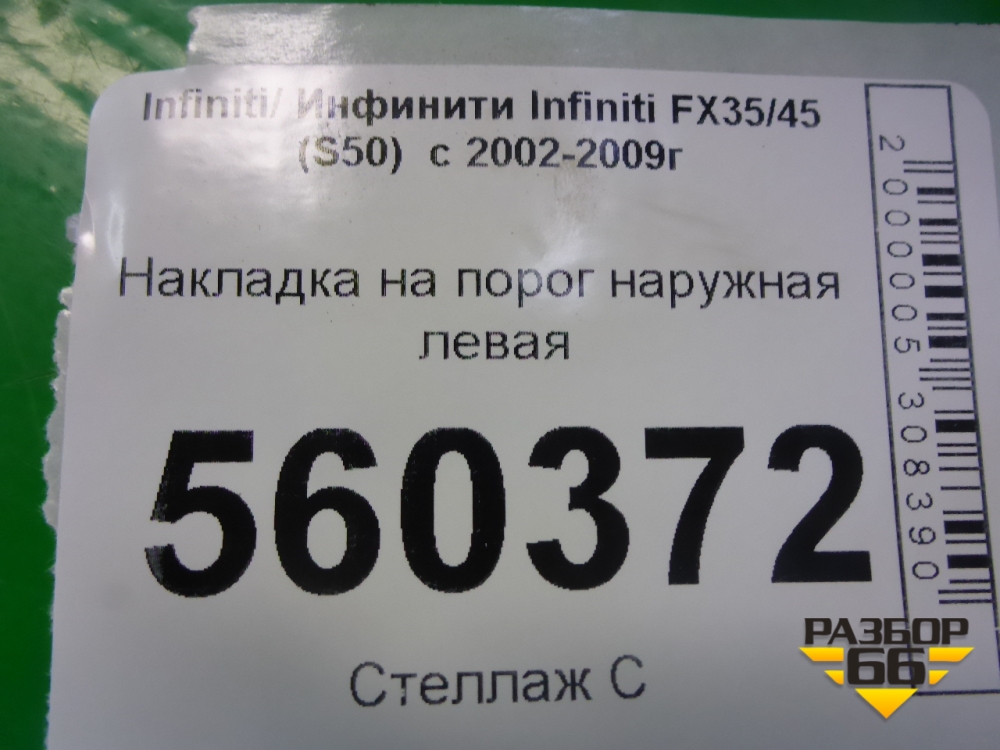 Infiniti/ Инфинити Infiniti FX35/45
(S50) с 2002-2009г
Накладка на порог наружная
левая
560372
Стеллаж С
2000005308390
РАЗБОР
66